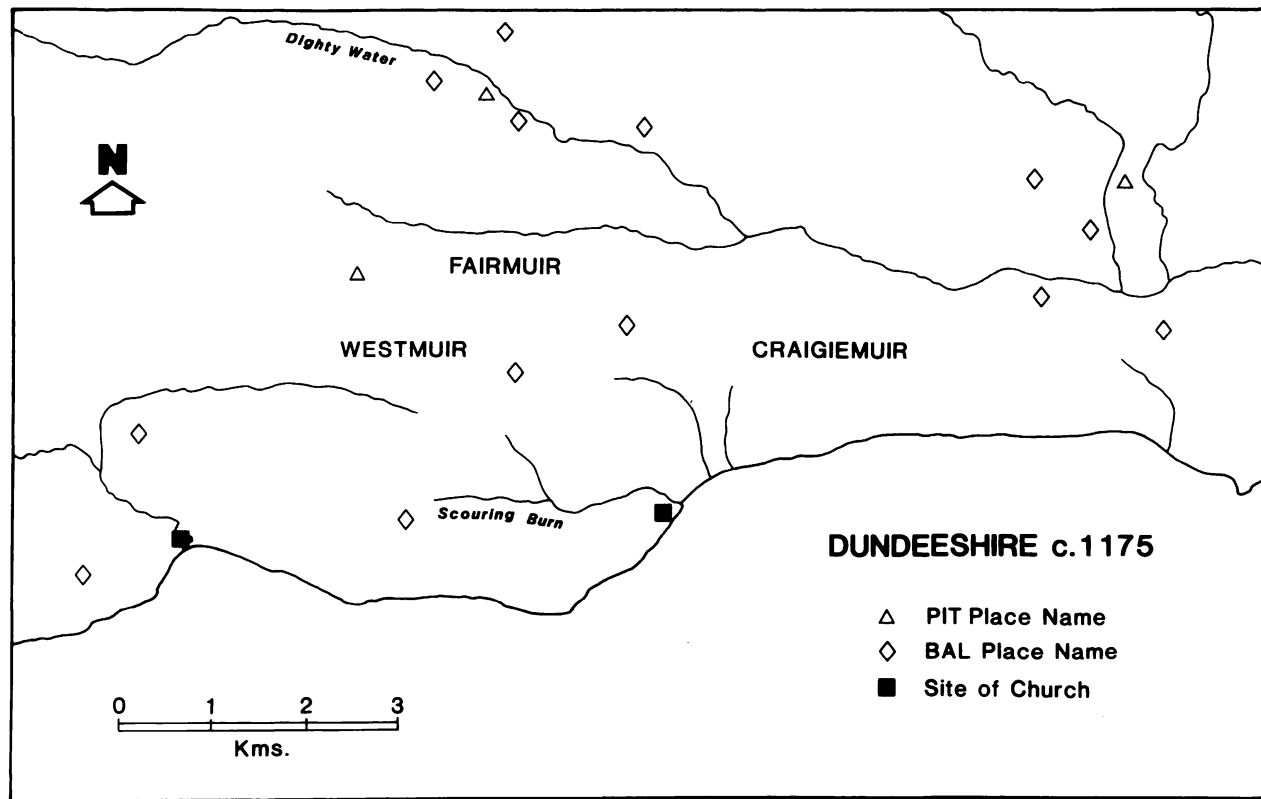 Dighty Water
N
FAIRMUIR
WESTMUIR
CRAIGIEMUIR
Scouring Burn
DUNDEESHIRE c.1175
PIT Place Name
BAL Place Name
Site of Church
0 1 2 3
Kms.